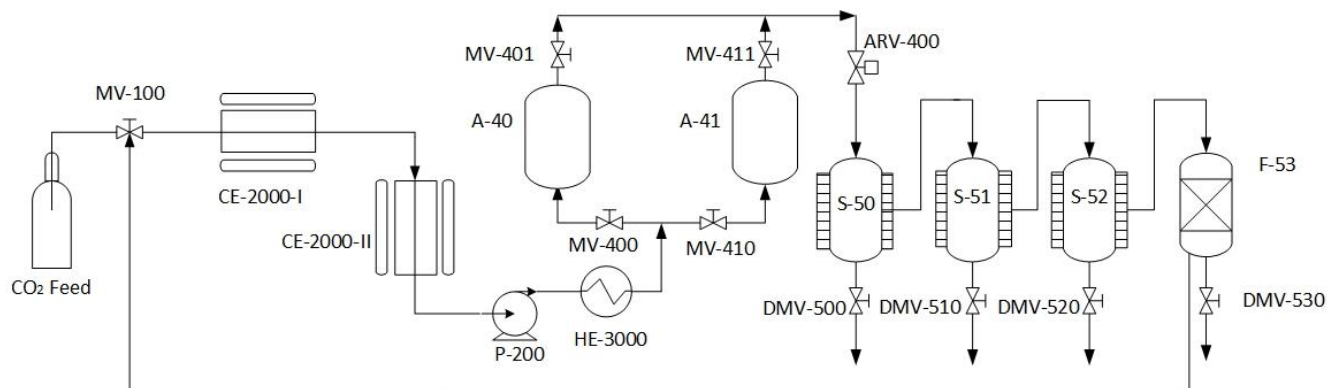 ARV-400
MV-401
MV-411
MV-100
A-40
A-41
F-53
CE-2000-I
S-50
S-51
S-52
MV-400
MV-410
CE-2000-II
CO₂ Feed
DMV-500
DMV-510
DMV-520
DMV-530
HE-3000
P-200